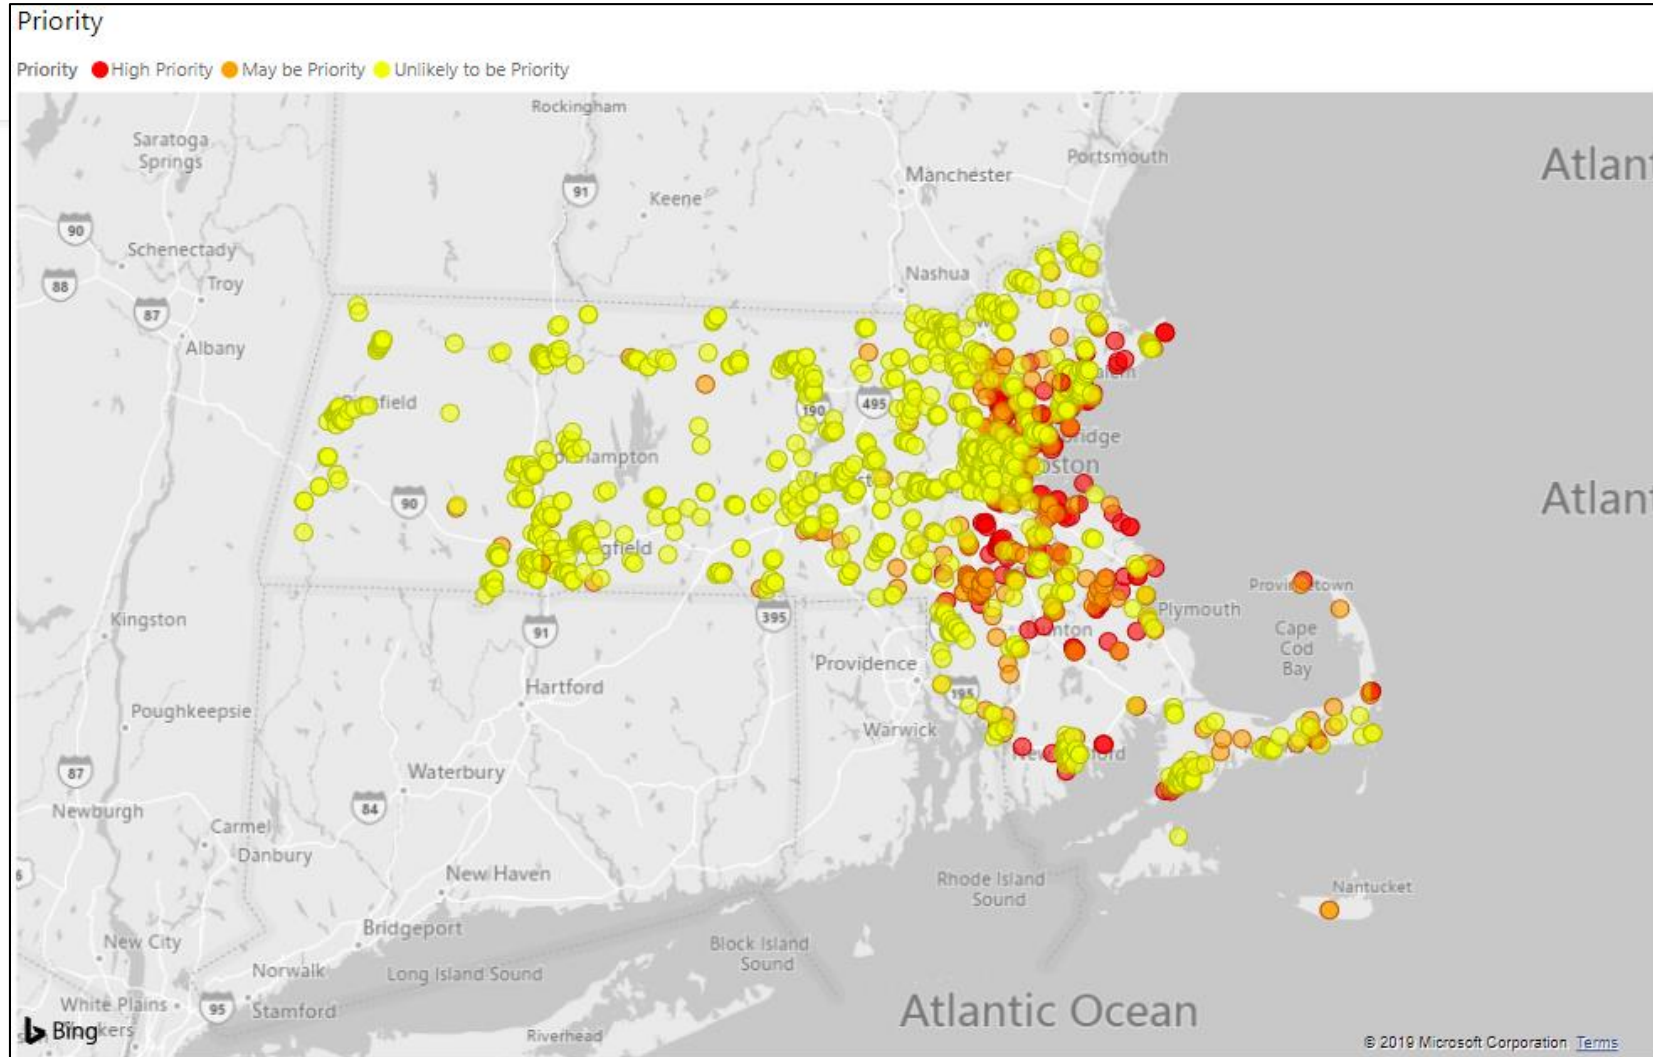 Priority
Priority High Priority May be Priority Unlikely to be Priority
Rockingham
Saratoga
Springs
Portsmouth
Atlant
Manchester
91
Keene
90
Schenectady
Nashua
88
Troy
87
Albany
190
495
90
Plymouth
Kingston
91
395
Cape
Cod
Bay
Providence
Hartford
195
Poughkeepsie
Warwick
87
Waterbury
84
Newburgh
Carmel
Danbury
New Haven
Rhode Island
Sound
Nantucket
Bridgeport
New City
Block Island
Sound
Norwalk
Long Island Sound
Atlant
White Plains
95
Stamford
Atlantic Ocean
Bing
Riverhead
© 2019 Microsoft Corporation Terms